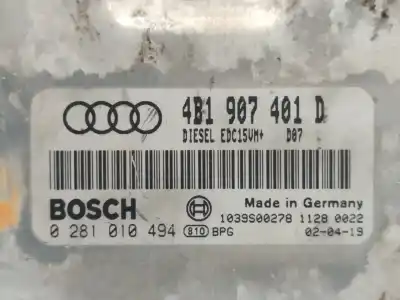 4B1 907 401 D
DIESEL EDC15VM+ D07
BOSCH
Made in Germany
1039S00278 1128 0022
0 281 010 494 810 BPG 02-04-19